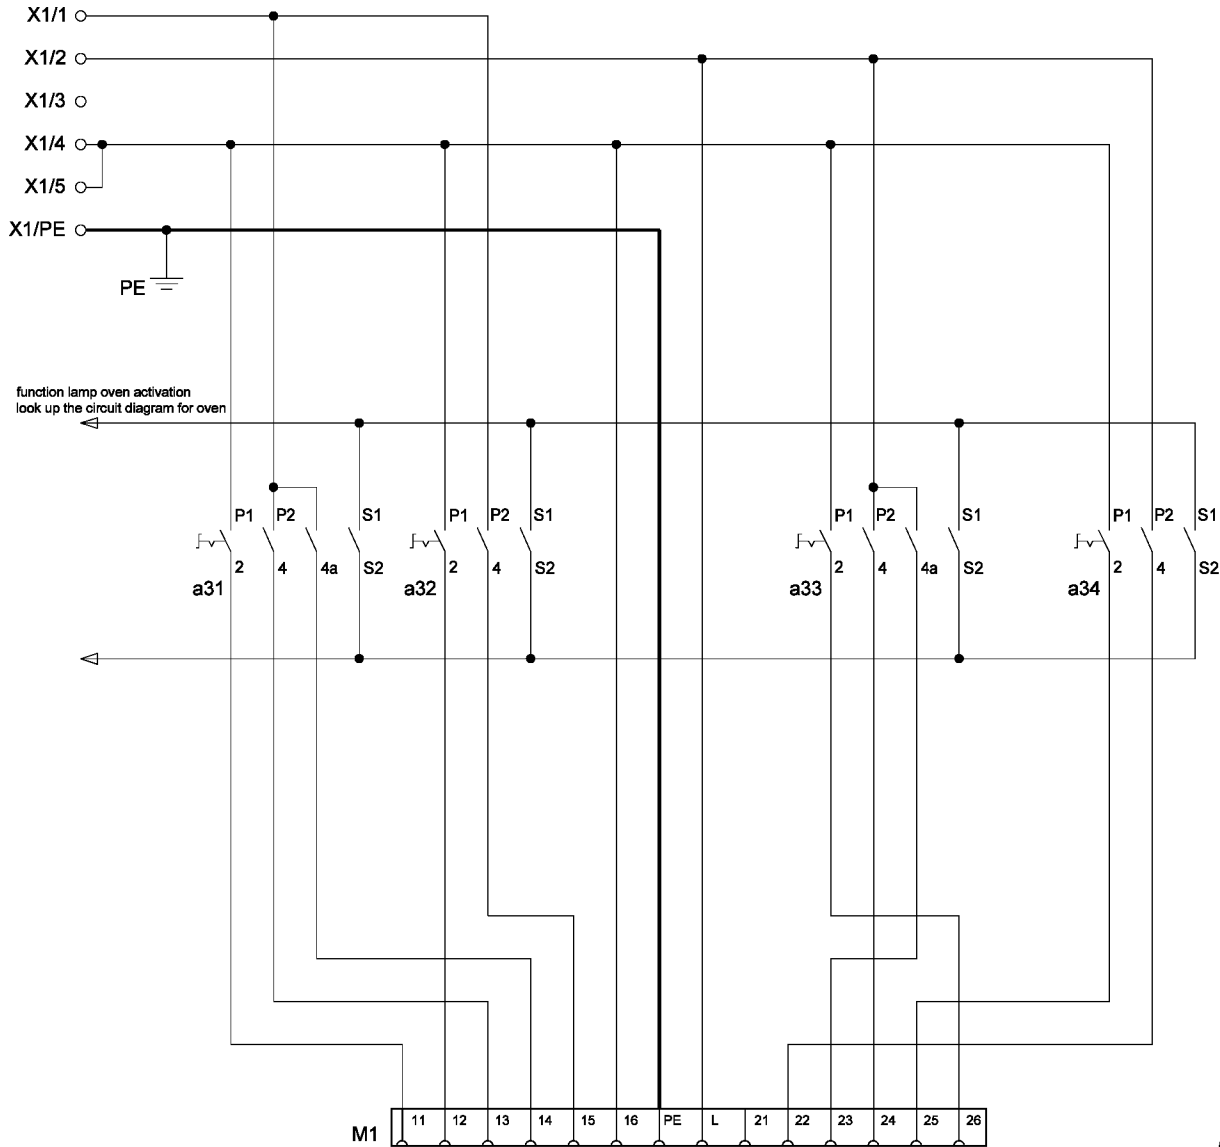 X1/1
X1/2
X1/3
X1/4
X1/5
X1/PE
PE
function lamp oven activation
look up the circuit diagram for oven
P1 P2 S1 P1 P2 S1 P1 P2 S1 P1 P2 S1
2 4 4a S2 2 4 S2 2 4 4a S2 2 4 S2
a31 a32 a33 a34
11 12 13 14 15 16 PE L 21 22 23 24 25 26
M1